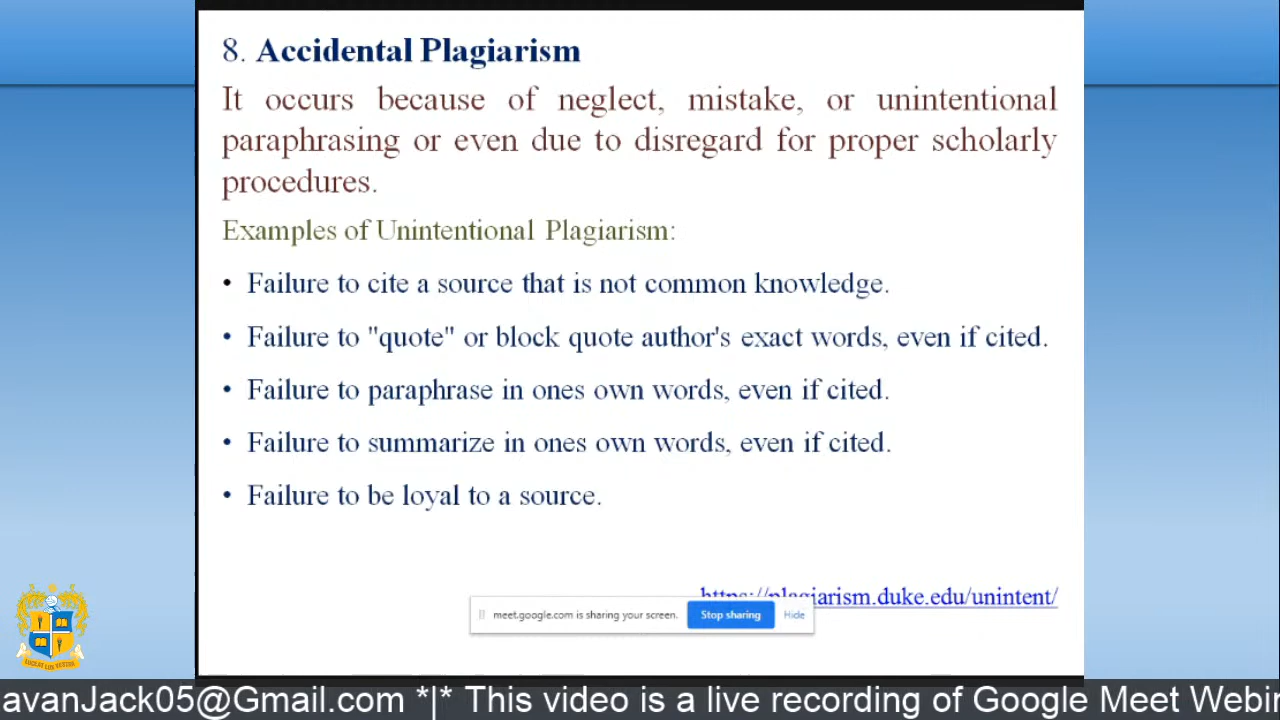 8. Accidental Plagiarism
It occurs because of neglect, mistake, or unintentional
paraphrasing or even due to disregard for proper scholarly
procedures.
Examples of Unintentional Plagiarism:
• Failure to cite a source that is not common knowledge.
• Failure to "quote" or block quote author's exact words, even if cited.
• Failure to paraphrase in ones own words, even if cited.
• Failure to summarize in ones own words, even if cited.
• Failure to be loyal to a source.
https://plagiarism.duke.edu/unintent/
meet.google.com is sharing your screen. Stop sharing Hide
avanJack05@Gmail.com *|* This video is a live recording of Google Meet Webin